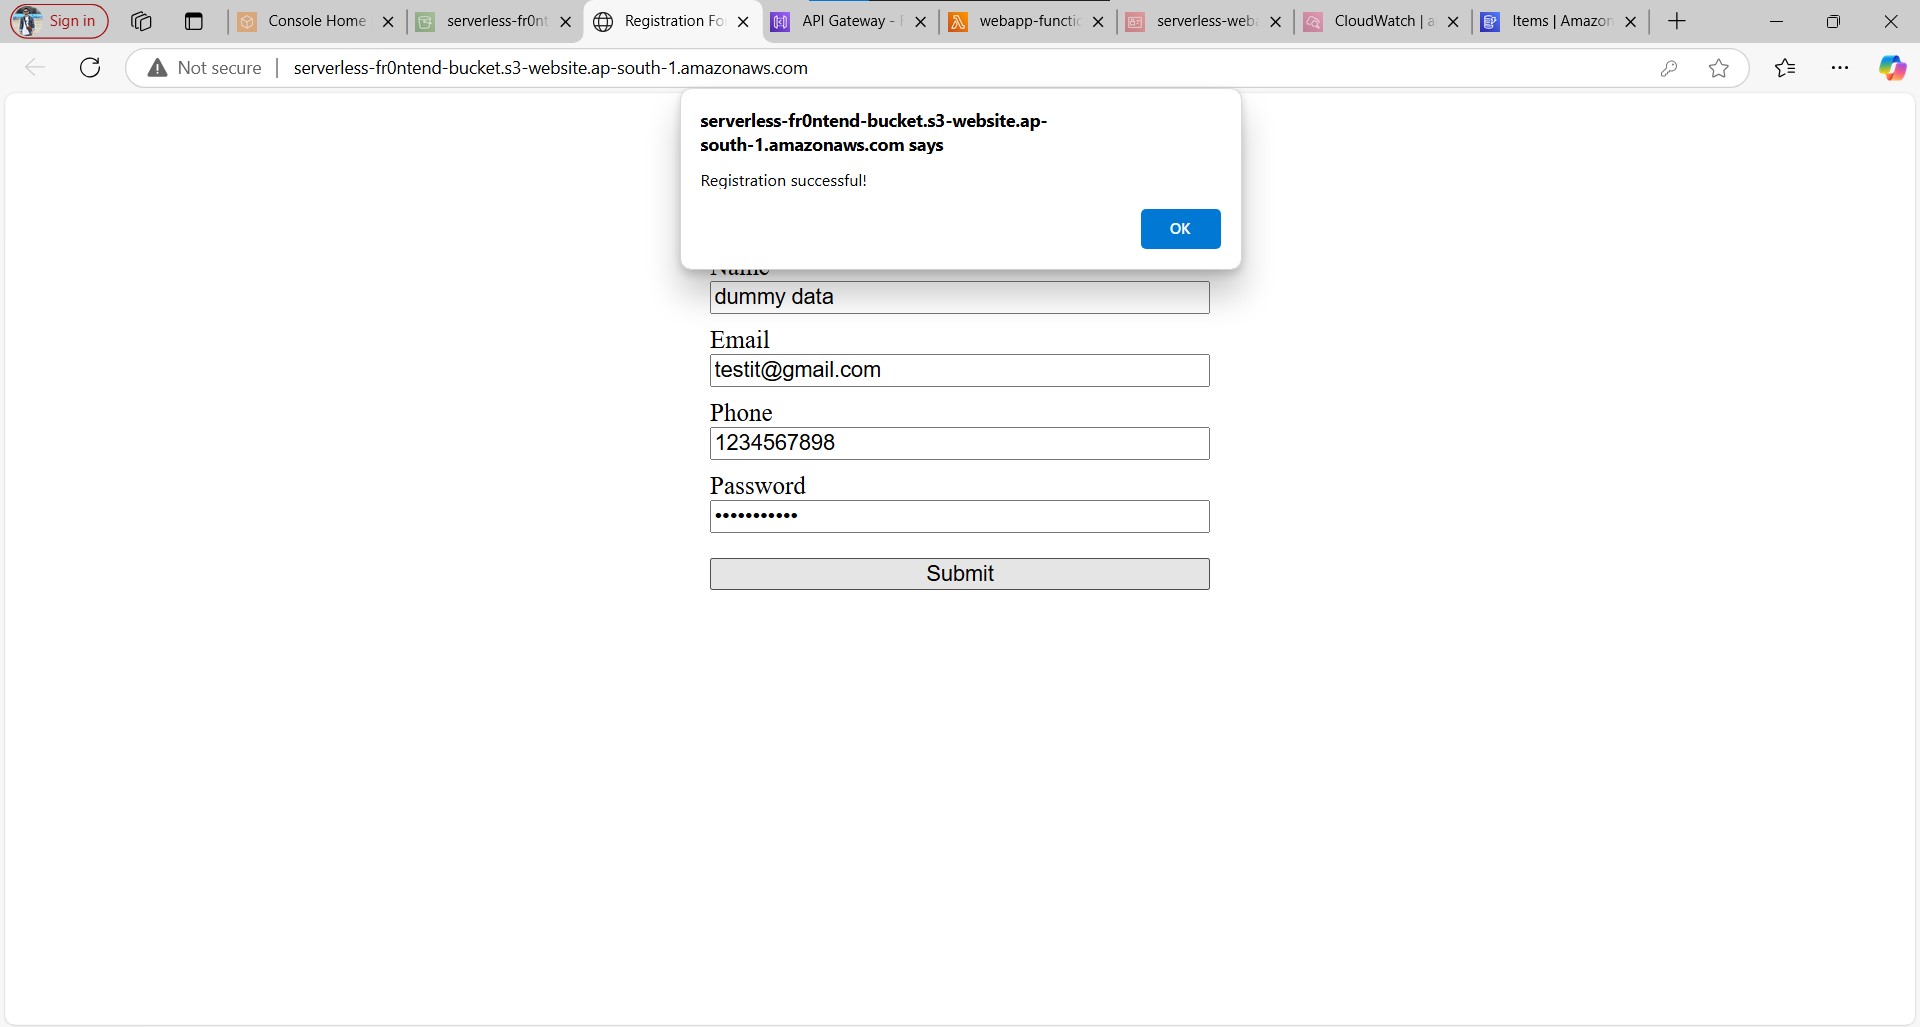 Sign in
Console Home
serverless-fr0nt
Registration Fo
API Gateway -
webapp-functic
serverless-web
CloudWatch | a
Items | Amazon
Not secure
serverless-fr0ntend-bucket.s3-website.ap-south-1.amazonaws.com
serverless-fr0ntend-bucket.s3-website.ap-
south-1.amazonaws.com says
Registration successful!
OK
Name
dummy data
Email
testit@gmail.com
Phone
1234567898
Password
•••••••••••
Submit